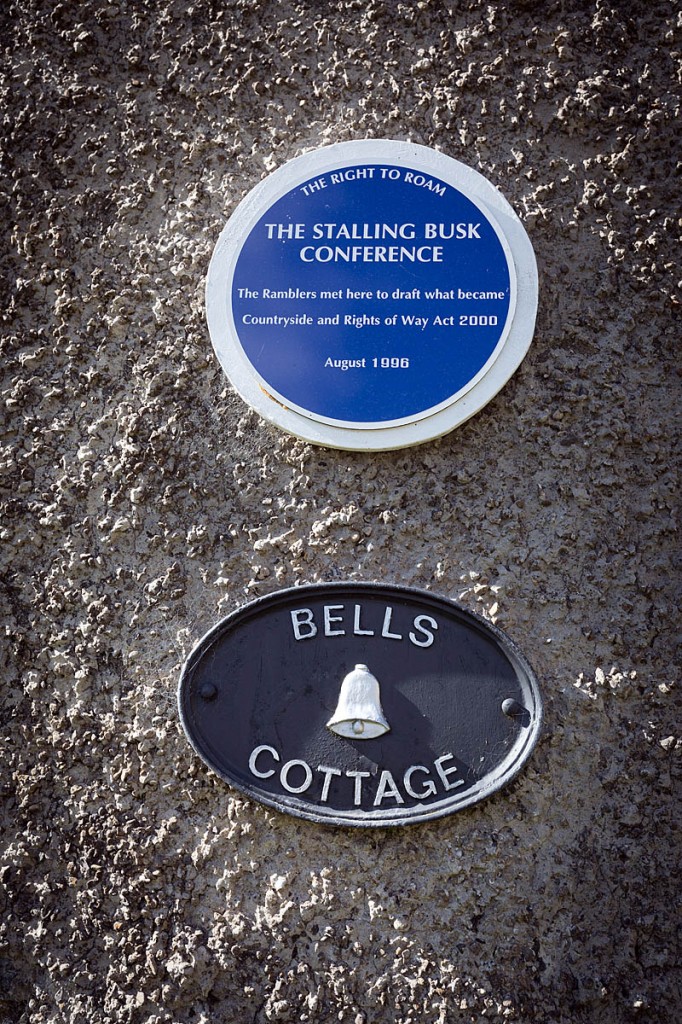 THE RIGHT TO ROAM
THE STALLING BUSK
CONFERENCE
The Ramblers met here to draft what became
Countryside and Rights of Way Act 2000
August 1996
BELLS
COTTAGE